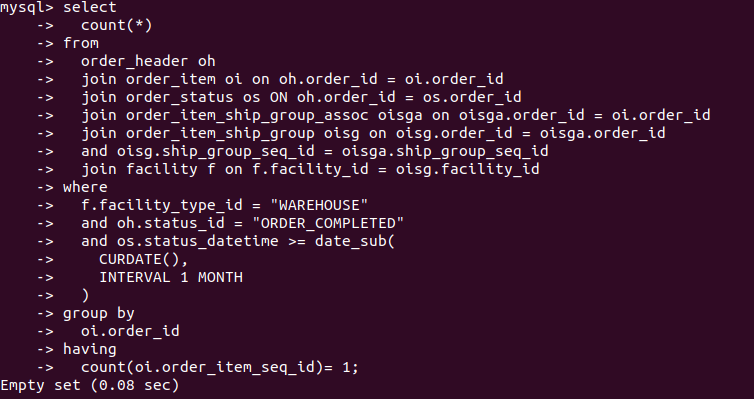 mysql> select
    ->   count(*)
    -> from
    ->   order_header oh
    ->   join order_item oi on oh.order_id = oi.order_id
    ->   join order_status os ON oh.order_id = os.order_id
    ->   join order_item_ship_group_assoc oisga on oisga.order_id = oi.order_id
    ->   join order_item_ship_group oisg on oisg.order_id = oisga.order_id
    ->   and oisg.ship_group_seq_id = oisga.ship_group_seq_id
    ->   join facility f on f.facility_id = oisg.facility_id
    -> where
    ->   f.facility_type_id = "WAREHOUSE"
    ->   and oh.status_id = "ORDER_COMPLETED"
    ->   and os.status_datetime >= date_sub(
    ->     CURDATE(),
    ->     INTERVAL 1 MONTH
    ->   )
    -> group by
    ->   oi.order_id
    -> having
    ->   count(oi.order_item_seq_id)= 1;
Empty set (0.08 sec)